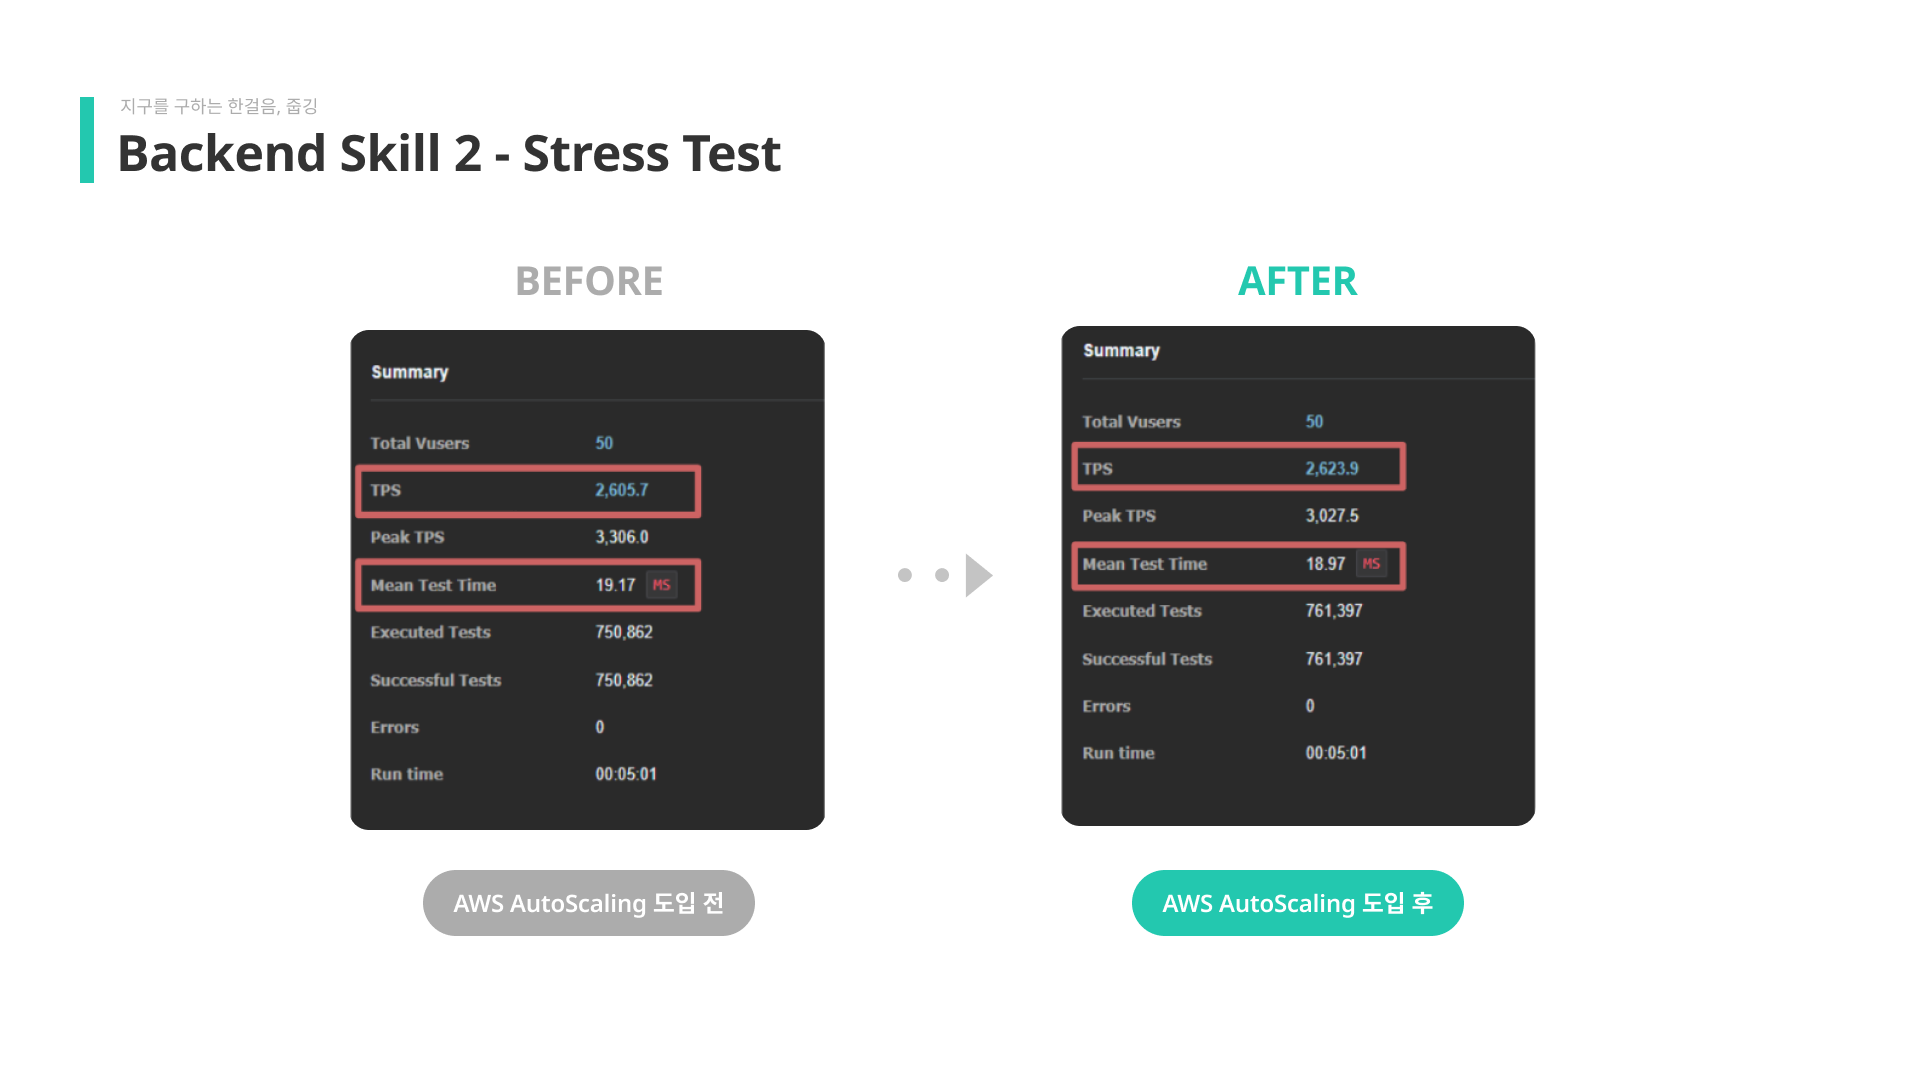 지구를 구하는 한걸음, 줍깅
Backend Skill 2 - Stress Test
BEFORE
Summary
Total Vusers 50
TPS 2,605.7
Peak TPS 3,306.0
Mean Test Time 19.17 MS
Executed Tests 750,862
Successful Tests 750,862
Errors 0
Run time 00:05:01
AWS AutoScaling 도입 전
AFTER
Summary
Total Vusers 50
TPS 2,623.9
Peak TPS 3,027.5
Mean Test Time 18.97 MS
Executed Tests 761,397
Successful Tests 761,397
Errors 0
Run time 00:05:01
AWS AutoScaling 도입 후